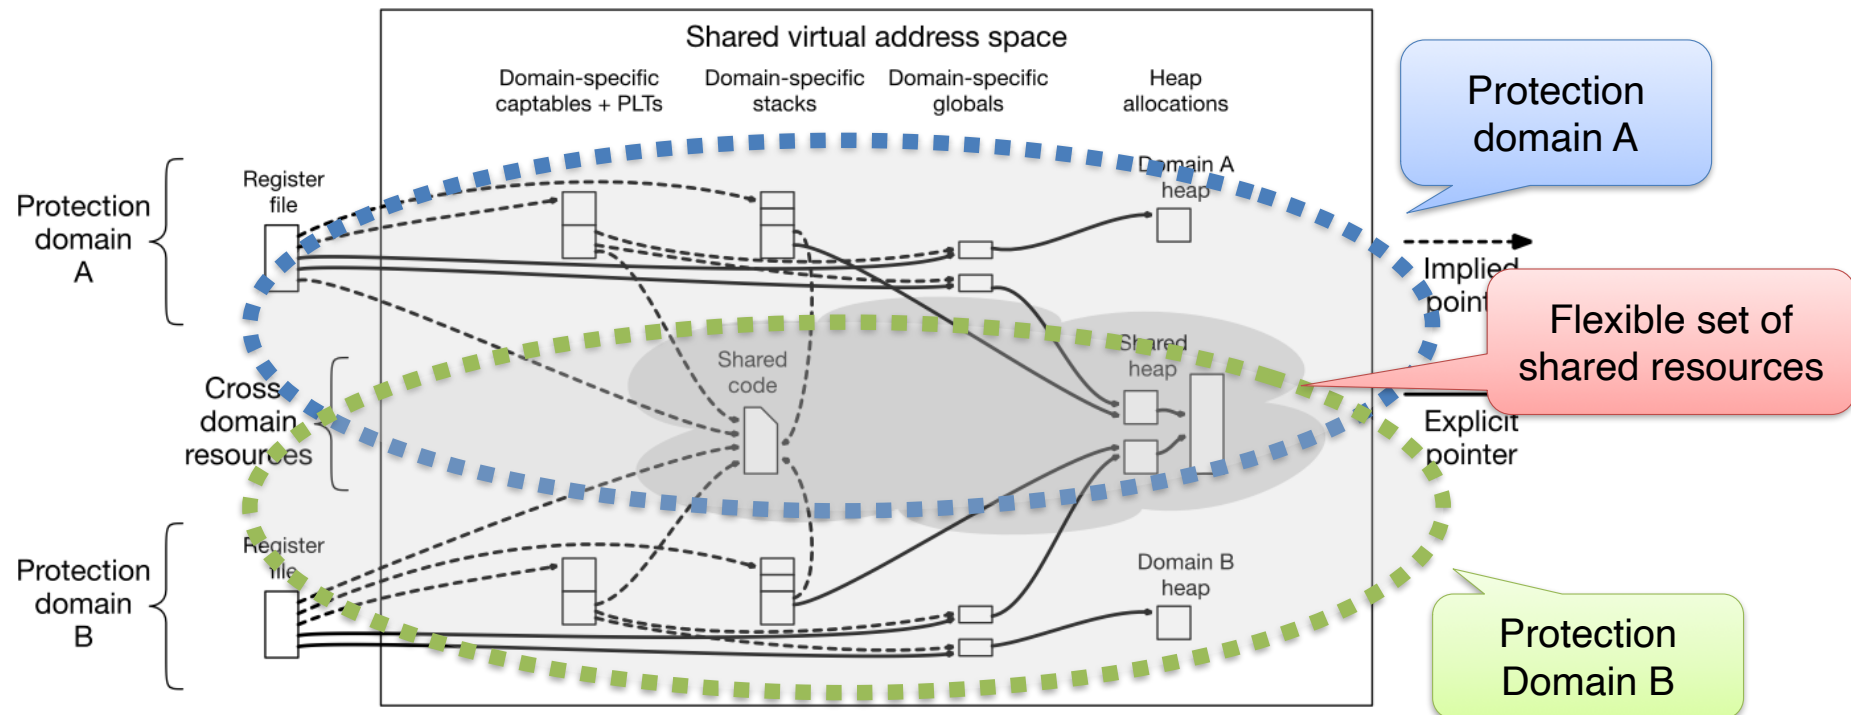 Shared virtual address space
Domain-specific
captables + PLTs
Domain-specific
stacks
Domain-specific
globals
Heap
allocations
Protection
domain A
Protection
domain
A
Register
file
Domain A
heap
Implied
Flexible set of
shared resources
Cross
domain
resources
Shared
code
Shared
heap
Explicit
pointer
Protection
domain
B
Register
file
Domain B
heap
Protection
Domain B